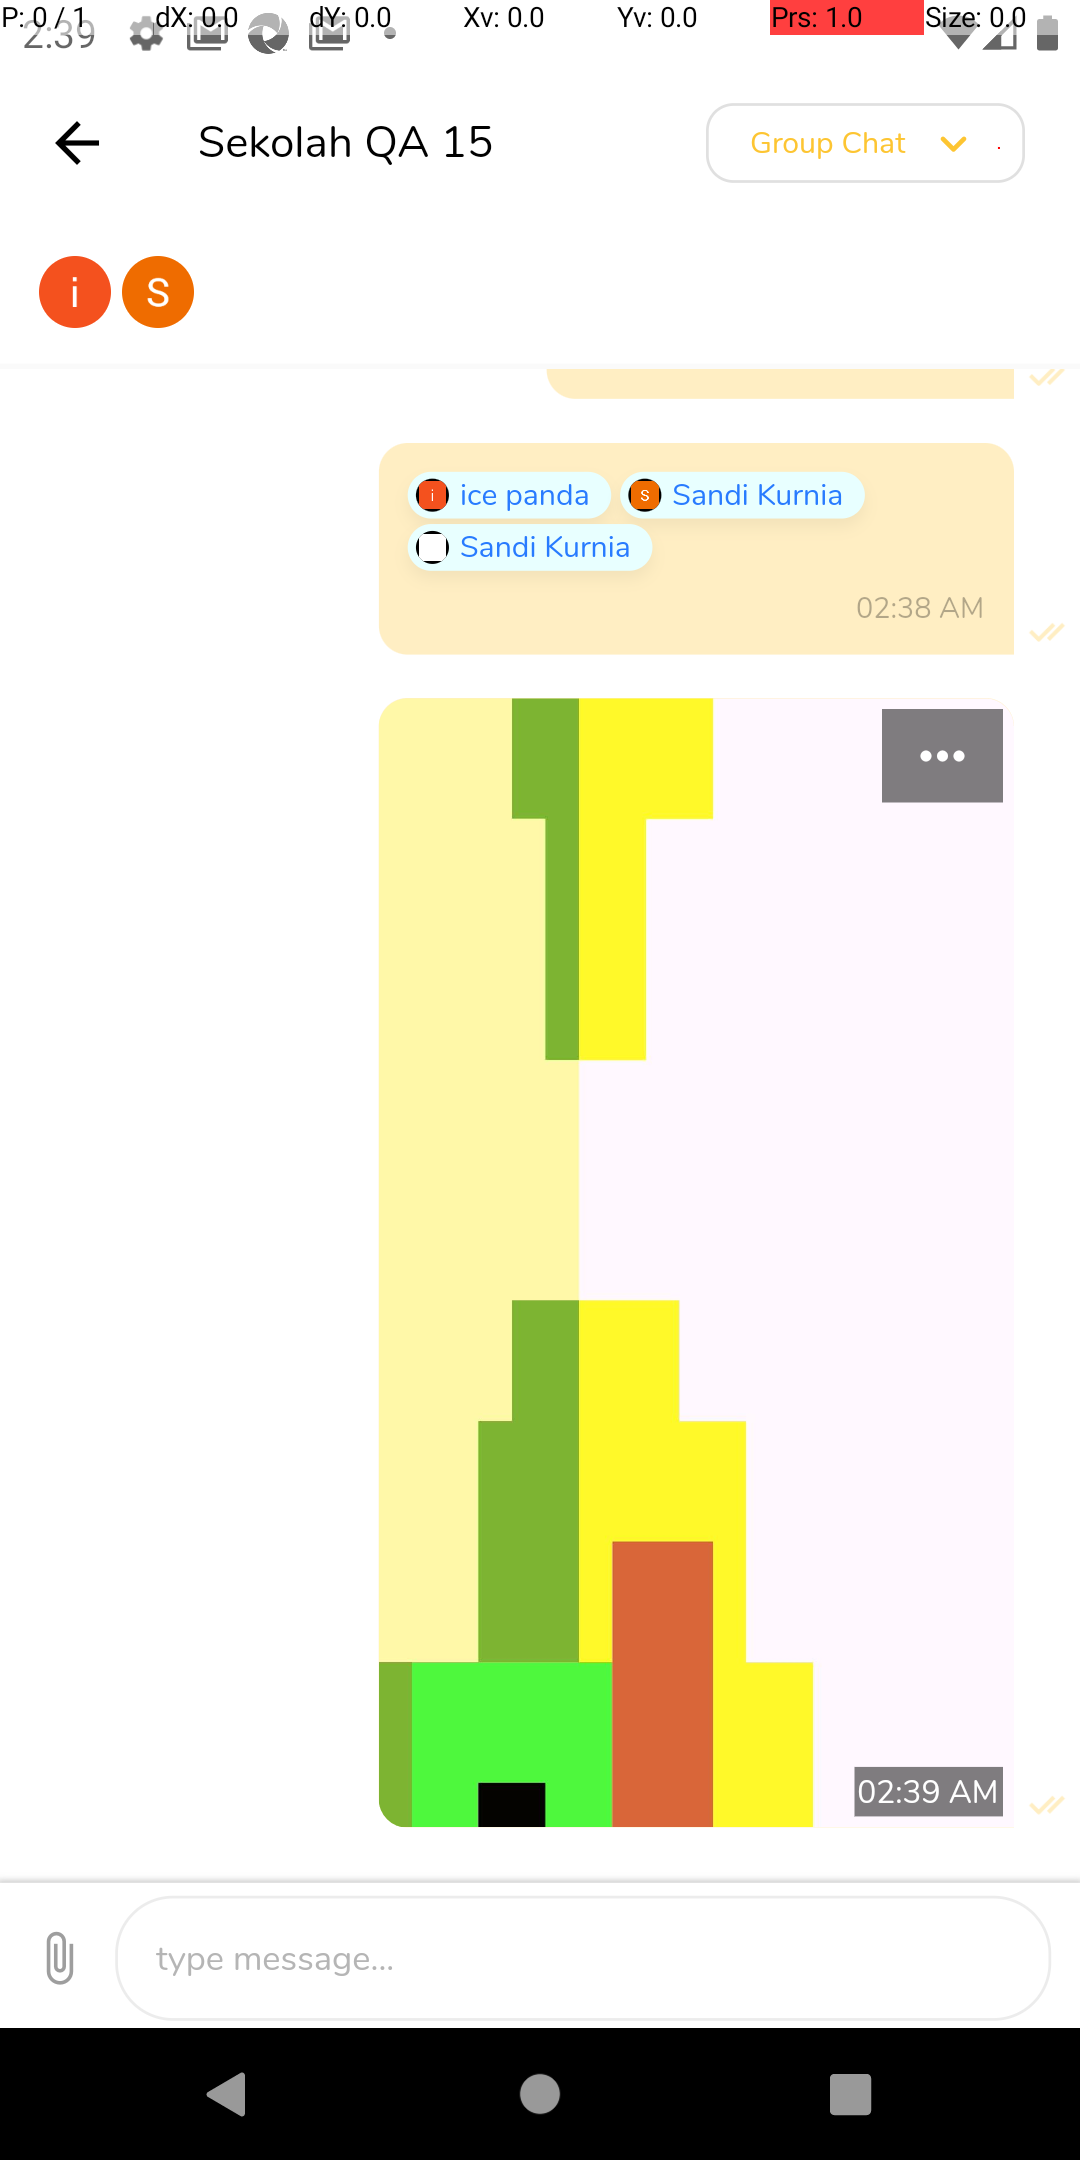 P: 0 / 1 dX: 0.0 dY: 0.0 Xv: 0.0 Yv: 0.0 Prs: 1.0 Size: 0.0
2:39
Sekolah QA 15
Group Chat
i S
i ice panda S Sandi Kurnia
Sandi Kurnia
02:38 AM
02:39 AM
type message...